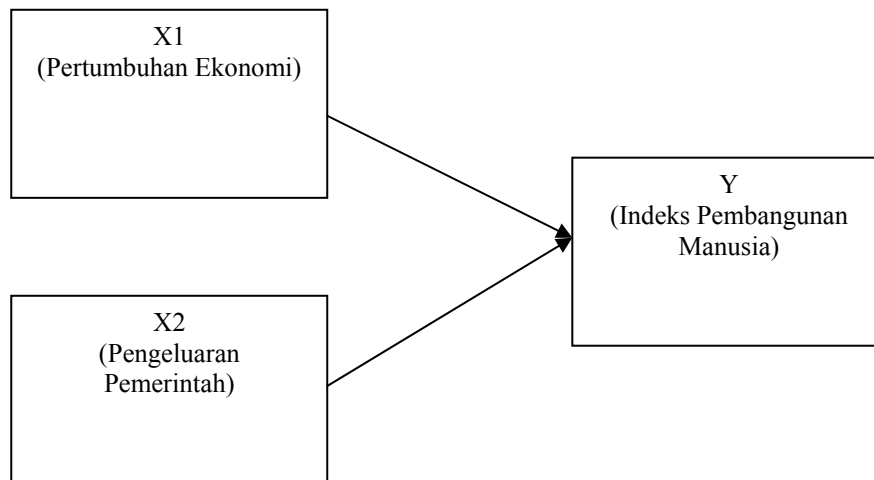 X1
(Pertumbuhan Ekonomi)
Y
(Indeks Pembangunan
Manusia)
X2
(Pengeluaran
Pemerintah)